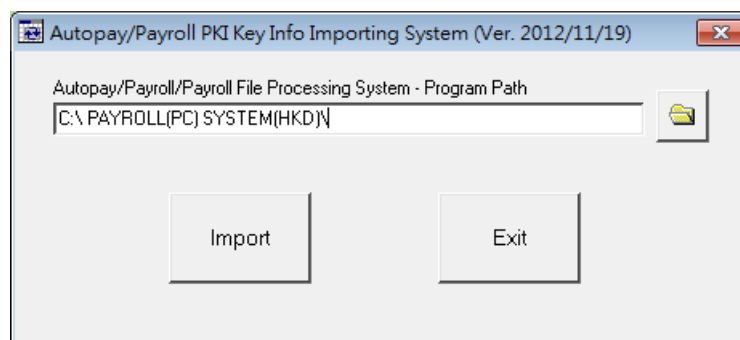 Autopay/Payroll PKI Key Info Importing System (Ver. 2012/11/19)
Autopay/Payroll/Payroll File Processing System - Program Path
C:\ PAYROLL(PC) SYSTEM(HKD)\
Import
Exit